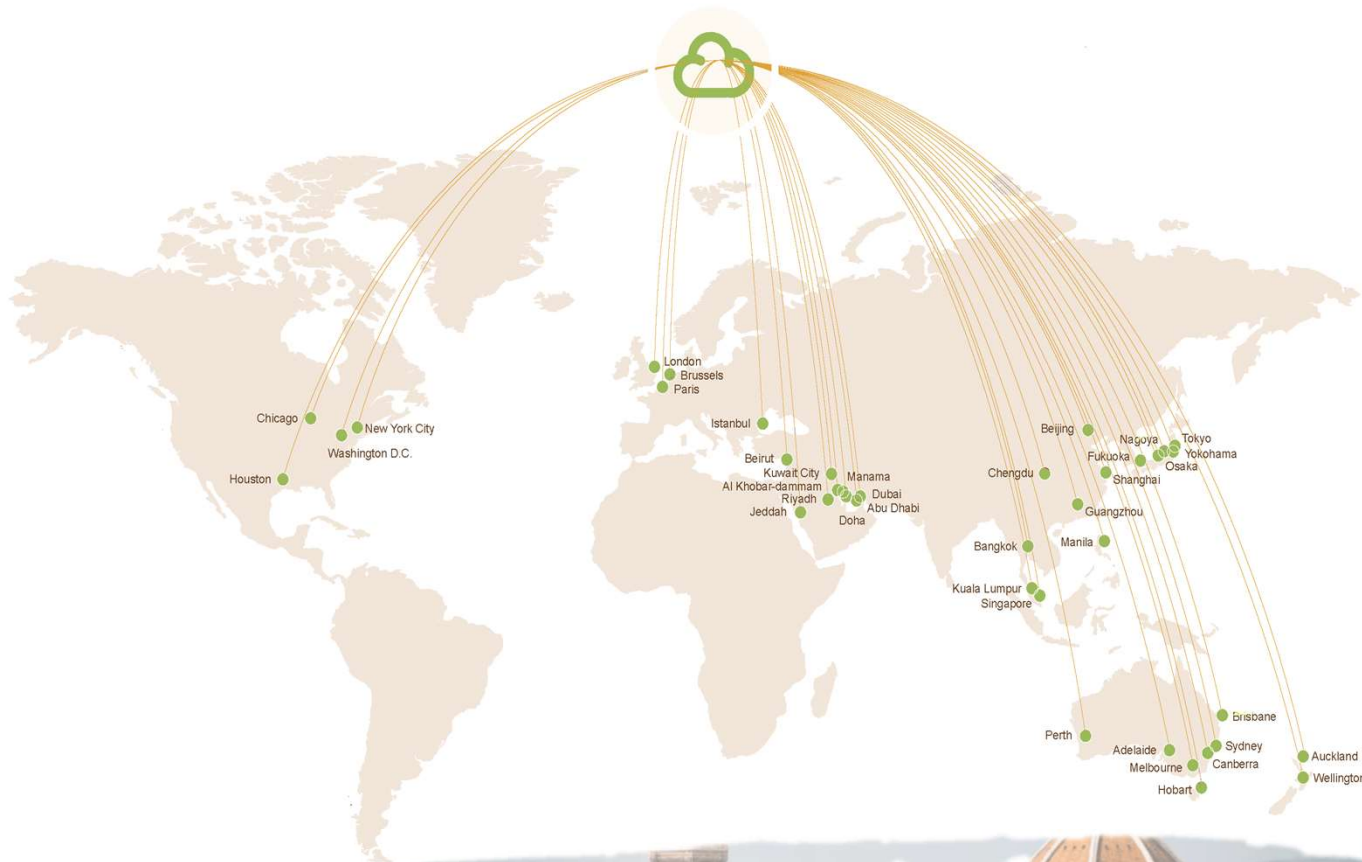 London
Brussels
Paris
Chicago
New York City
Washington D.C.
Houston
Istanbul
Beirut
Kuwait City
Manama
Al Khobar-dammam
Riyadh
Dubai
Abu Dhabi
Jeddah
Doha
Beijing
Nagoya
Tokyo
Fukuoka
Yokohama
Osaka
Chengdu
Shanghai
Guangzhou
Bangkok
Manila
Kuala Lumpur
Singapore
Brisbane
Perth
Adelaide
Sydney
Melbourne
Canberra
Hobart
Auckland
Wellington